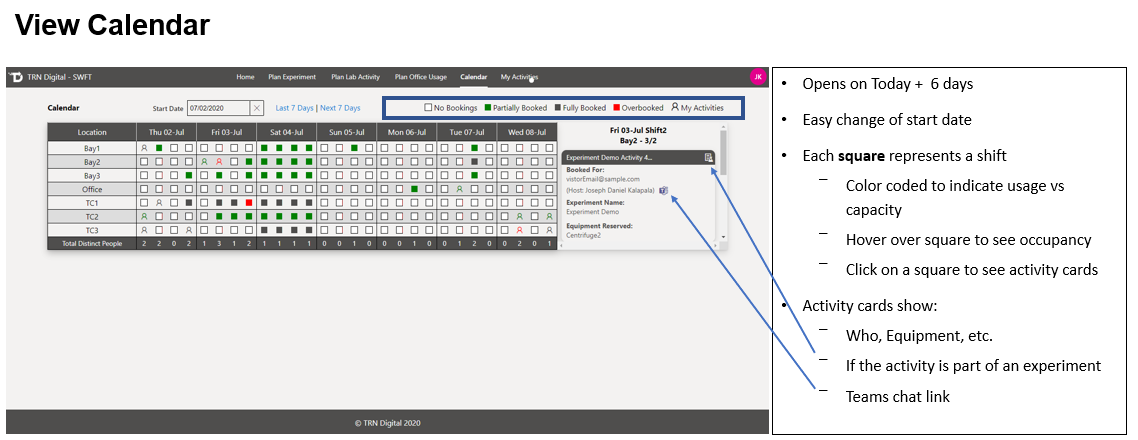 View Calendar
TRN Digital - SWFT
Home Plan Experiment Plan Lab Activity Plan Office Usage Calendar My Activities
JK
Calendar
Start Date 07/02/2020 Last 7 Days | Next 7 Days
No Bookings Partially Booked Fully Booked Overbooked My Activities
Location Thu 02-Jul Fri 03-Jul Sat 04-Jul Sun 05-Jul Mon 06-Jul Tue 07-Jul Wed 08-Jul
Bay1
Bay2
Bay3
Office
TC1
TC2
TC3
Total Distinct People 2 2 0 2 1 3 1 2 1 1 1 1 0 1 0 0 0 0 1 0 0 1 2 0 0 2 0 1
Fri 03-Jul Shift2
Bay2 - 3/2
Experiment Demo Activity 4...
Booked For:
vistorEmail@sample.com
(Host: Joseph Daniel Kalapala)
Experiment Name:
Experiment Demo
Equipment Reserved:
Centrifuge2
© TRN Digital 2020
• Opens on Today + 6 days
• Easy change of start date
• Each square represents a shift
– Color coded to indicate usage vs
capacity
– Hover over square to see occupancy
– Click on a square to see activity cards
• Activity cards show:
– Who, Equipment, etc.
– If the activity is part of an experiment
– Teams chat link